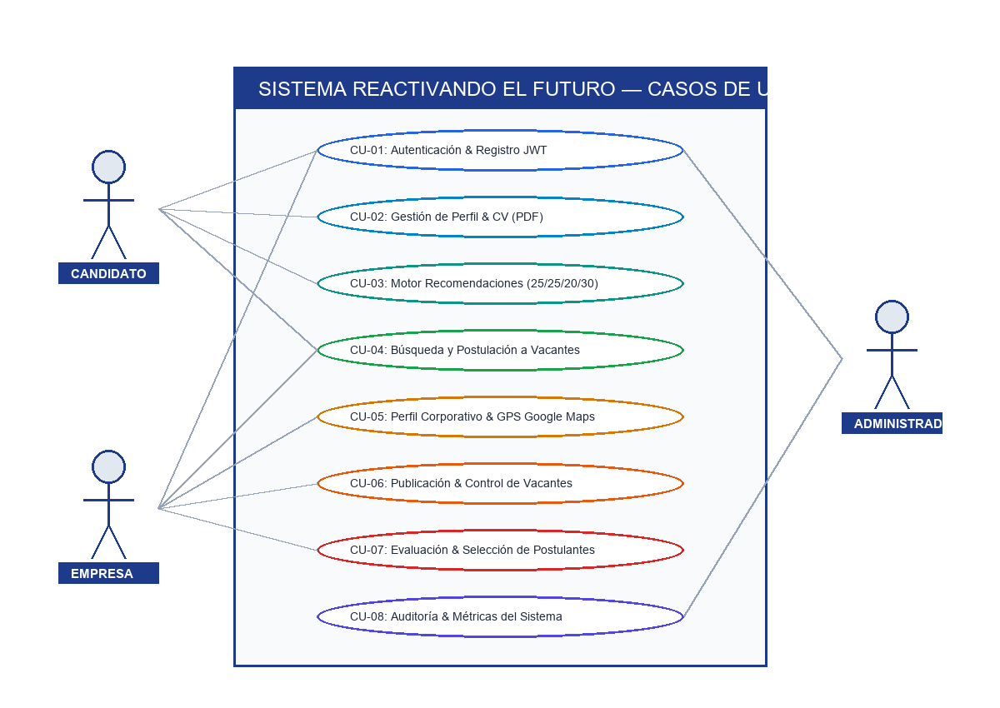 SISTEMA REACTIVANDO EL FUTURO — CASOS DE U
CU-01: Autenticación & Registro JWT
CU-02: Gestión de Perfil & CV (PDF)
CANDIDATO
CU-03: Motor Recomendaciones (25/25/20/30)
CU-04: Búsqueda y Postulación a Vacantes
CU-05: Perfil Corporativo & GPS Google Maps
ADMINISTRAD
CU-06: Publicación & Control de Vacantes
CU-07: Evaluación & Selección de Postulantes
EMPRESA
CU-08: Auditoría & Métricas del Sistema